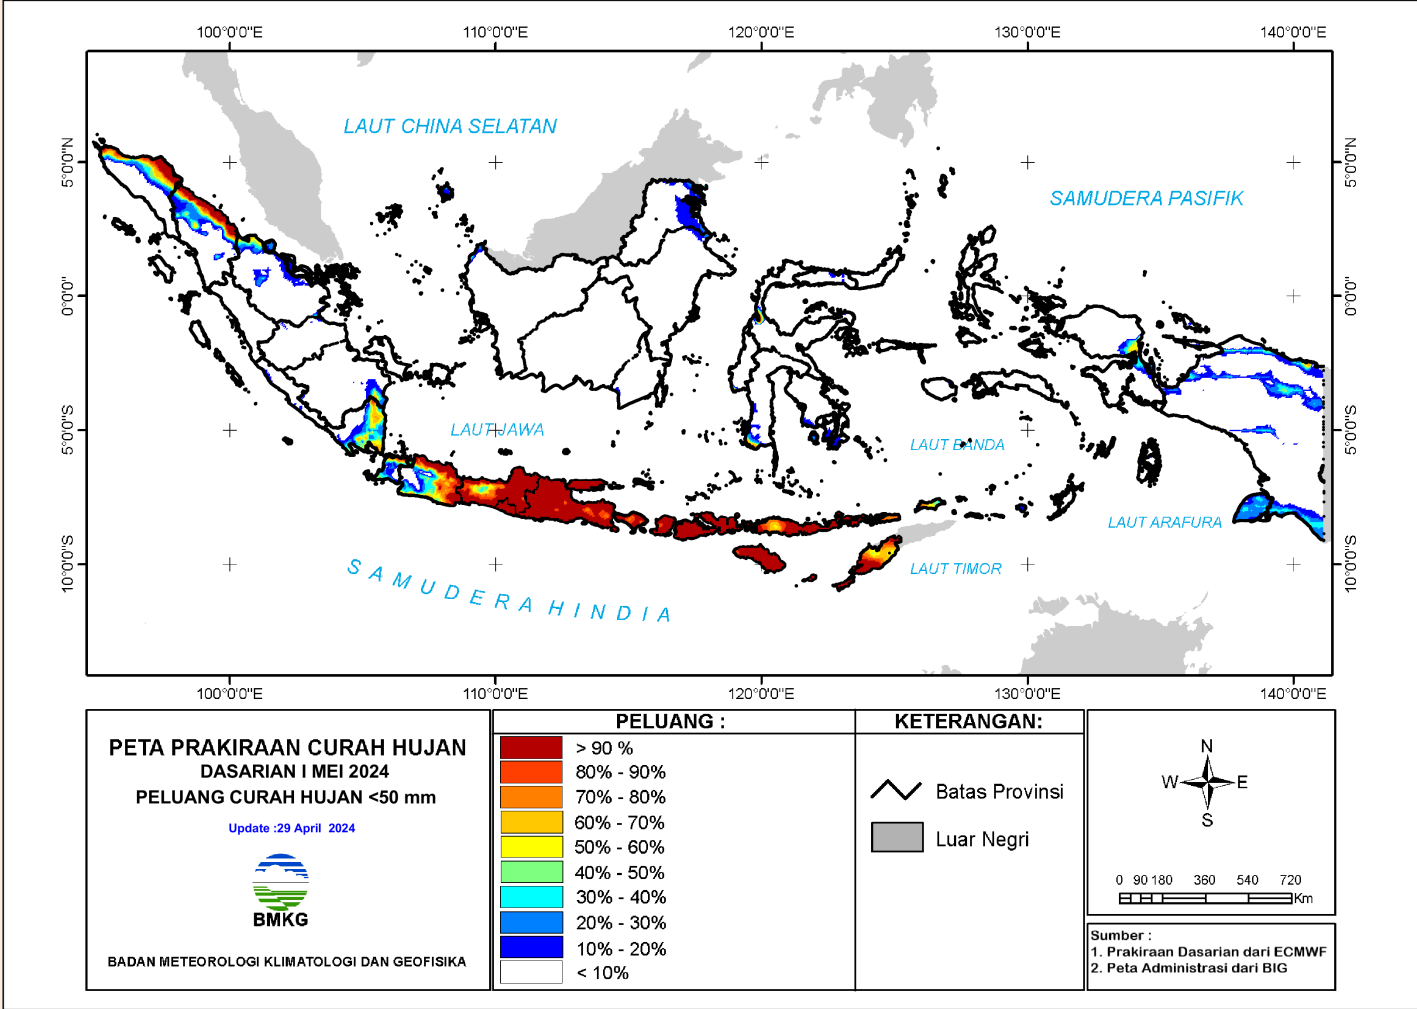 100°0'0"E 110°0'0"E 120°0'0"E 130°0'0"E 140°0'0"E
5°0'0"N
0°0'0"
5°0'0"S
10°0'0"S
LAUT CHINA SELATAN
SAMUDERA PASIFIK
LAUT JAWA
LAUT BANDA
LAUT ARAFURA
LAUT TIMOR
SAMUDERA HINDIA
5°0'0"N
0°0'0"
5°0'0"S
10°0'0"S
100°0'0"E 110°0'0"E 120°0'0"E 130°0'0"E 140°0'0"E
PETA PRAKIRAAN CURAH HUJAN
DASARIAN I MEI 2024
PELUANG CURAH HUJAN <50 mm
Update :29 April 2024
BMKG
BADAN METEOROLOGI KLIMATOLOGI DAN GEOFISIKA
PELUANG :
> 90 %
80% - 90%
70% - 80%
60% - 70%
50% - 60%
40% - 50%
30% - 40%
20% - 30%
10% - 20%
< 10%
KETERANGAN:
Batas Provinsi
Luar Negri
N
W E
S
0 90 180 360 540 720
Km
Sumber :
1. Prakiraan Dasarian dari ECMWF
2. Peta Administrasi dari BIG